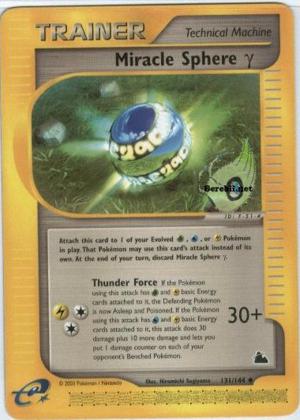 TRAINER
Technical Machine
Miracle Sphere γ
Berebil.net
Attach this card to 1 of your Evolved , , or Pokémon
in play. That Pokémon may use this card's attack instead of
its own. At the end of your turn, discard Miracle Sphere γ.
Thunder Force If the Pokémon
using this attack has and basic Energy
cards attached to it, the Defending Pokémon
is now Asleep and Poisoned. If the Pokémon
using this attack has and basic Energy
cards attached to it, this attack does 30
damage plus 10 more damage and lets you
put 1 damage counter on each of your
opponent's Benched Pokémon.
30+
e
© 2003 Pokémon / Nintendo
Illus. Hiromichi Sugiyama
131/144